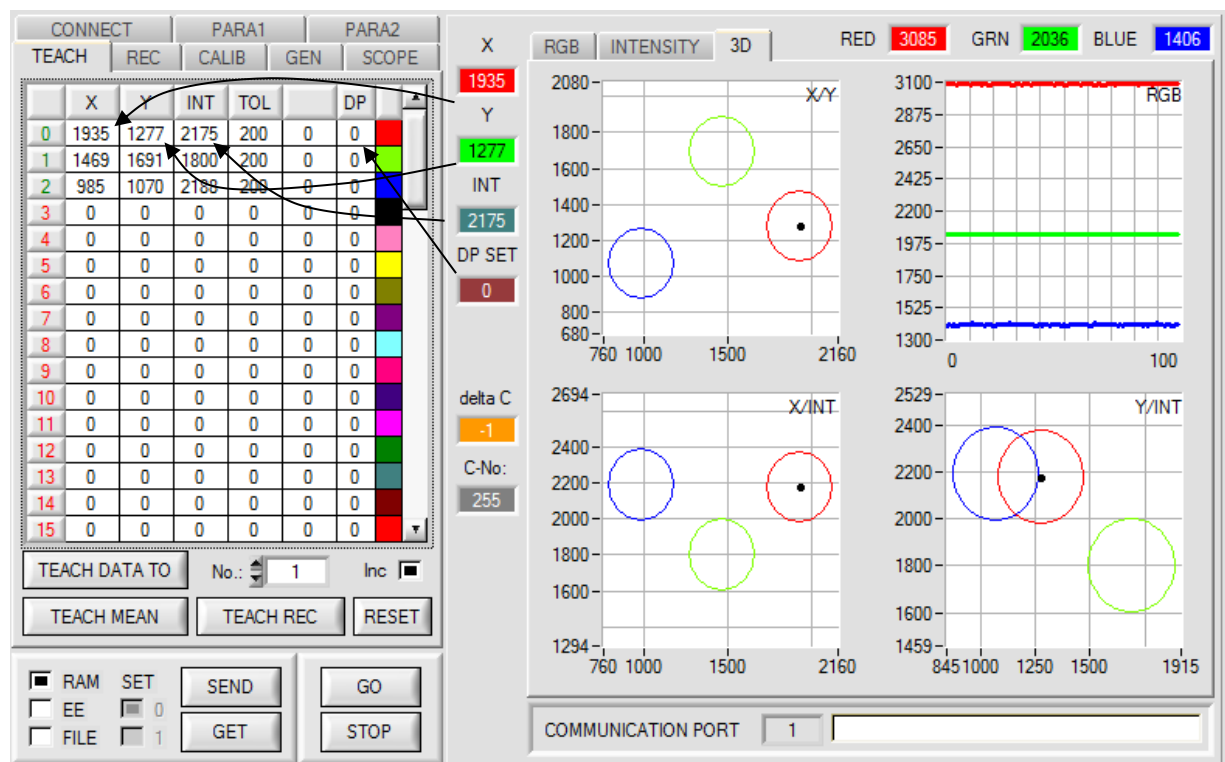 CONNECT PARA1 PARA2
TEACH REC CALIB GEN SCOPE
X Y INT TOL DP
0 1935 1277 2175 200 0 0
1 1469 1691 1800 200 0 0
2 985 1070 2188 200 0 0
3 0 0 0 0 0 0
4 0 0 0 0 0 0
5 0 0 0 0 0 0
6 0 0 0 0 0 0
7 0 0 0 0 0 0
8 0 0 0 0 0 0
9 0 0 0 0 0 0
10 0 0 0 0 0 0
11 0 0 0 0 0 0
12 0 0 0 0 0 0
13 0 0 0 0 0 0
14 0 0 0 0 0 0
15 0 0 0 0 0 0
TEACH DATA TO No.: 1 Inc
TEACH MEAN TEACH REC RESET
RAM SET SEND GO
EE 0
FILE 1 GET STOP
X
1935
Y
1277
INT
2175
DP SET
0
delta C
-1
C-No:
255
RGB INTENSITY 3D RED 3085 GRN 2036 BLUE 1406
X/Y
2080
1800
1600
1400
1200
1000
800
680
760 1000 1500 2160
RGB
3100
2875
2650
2425
2200
1975
1750
1525
1300
0 100
X/INT
2694
2400
2200
2000
1800
1600
1294
760 1000 1500 2160
Y/INT
2529
2400
2200
2000
1800
1600
1459
845 1000 1250 1500 1915
COMMUNICATION PORT 1